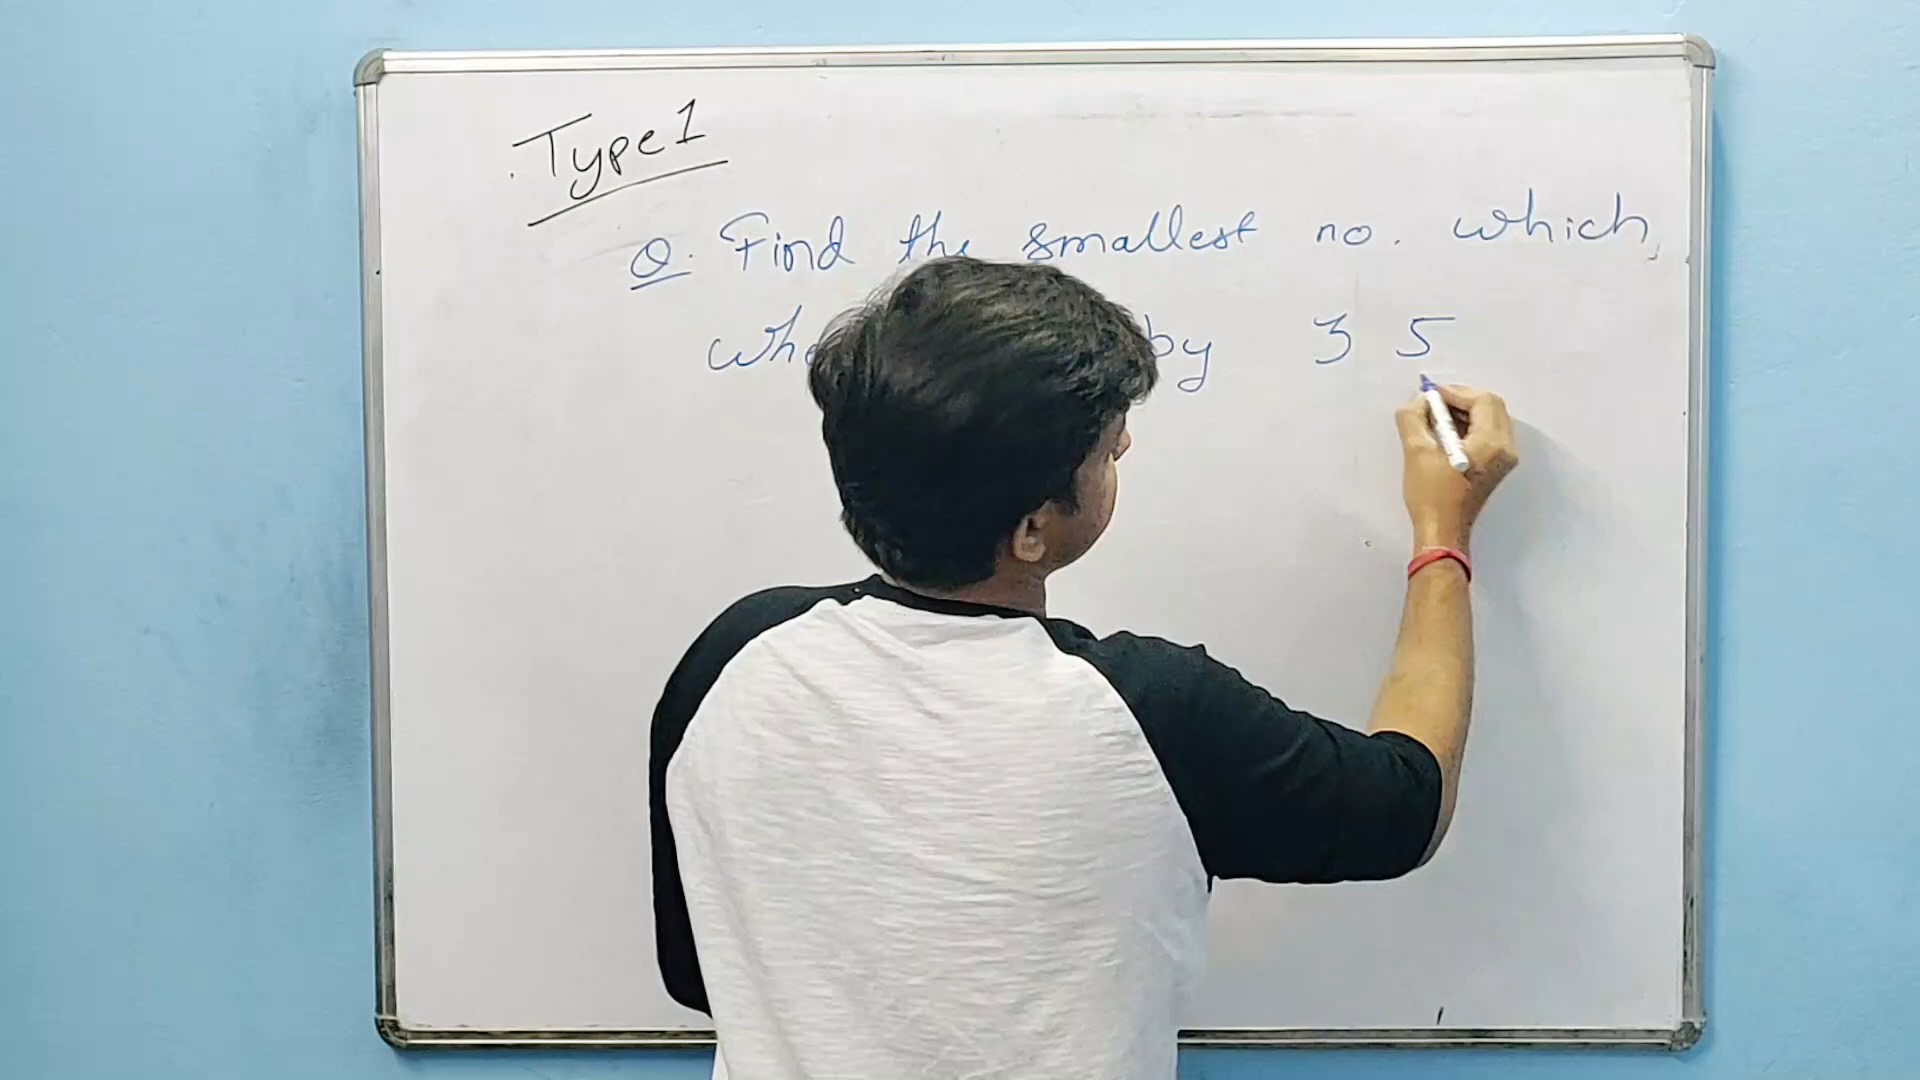 Type 1
Q. Find the smallest no. which,
by 3 5